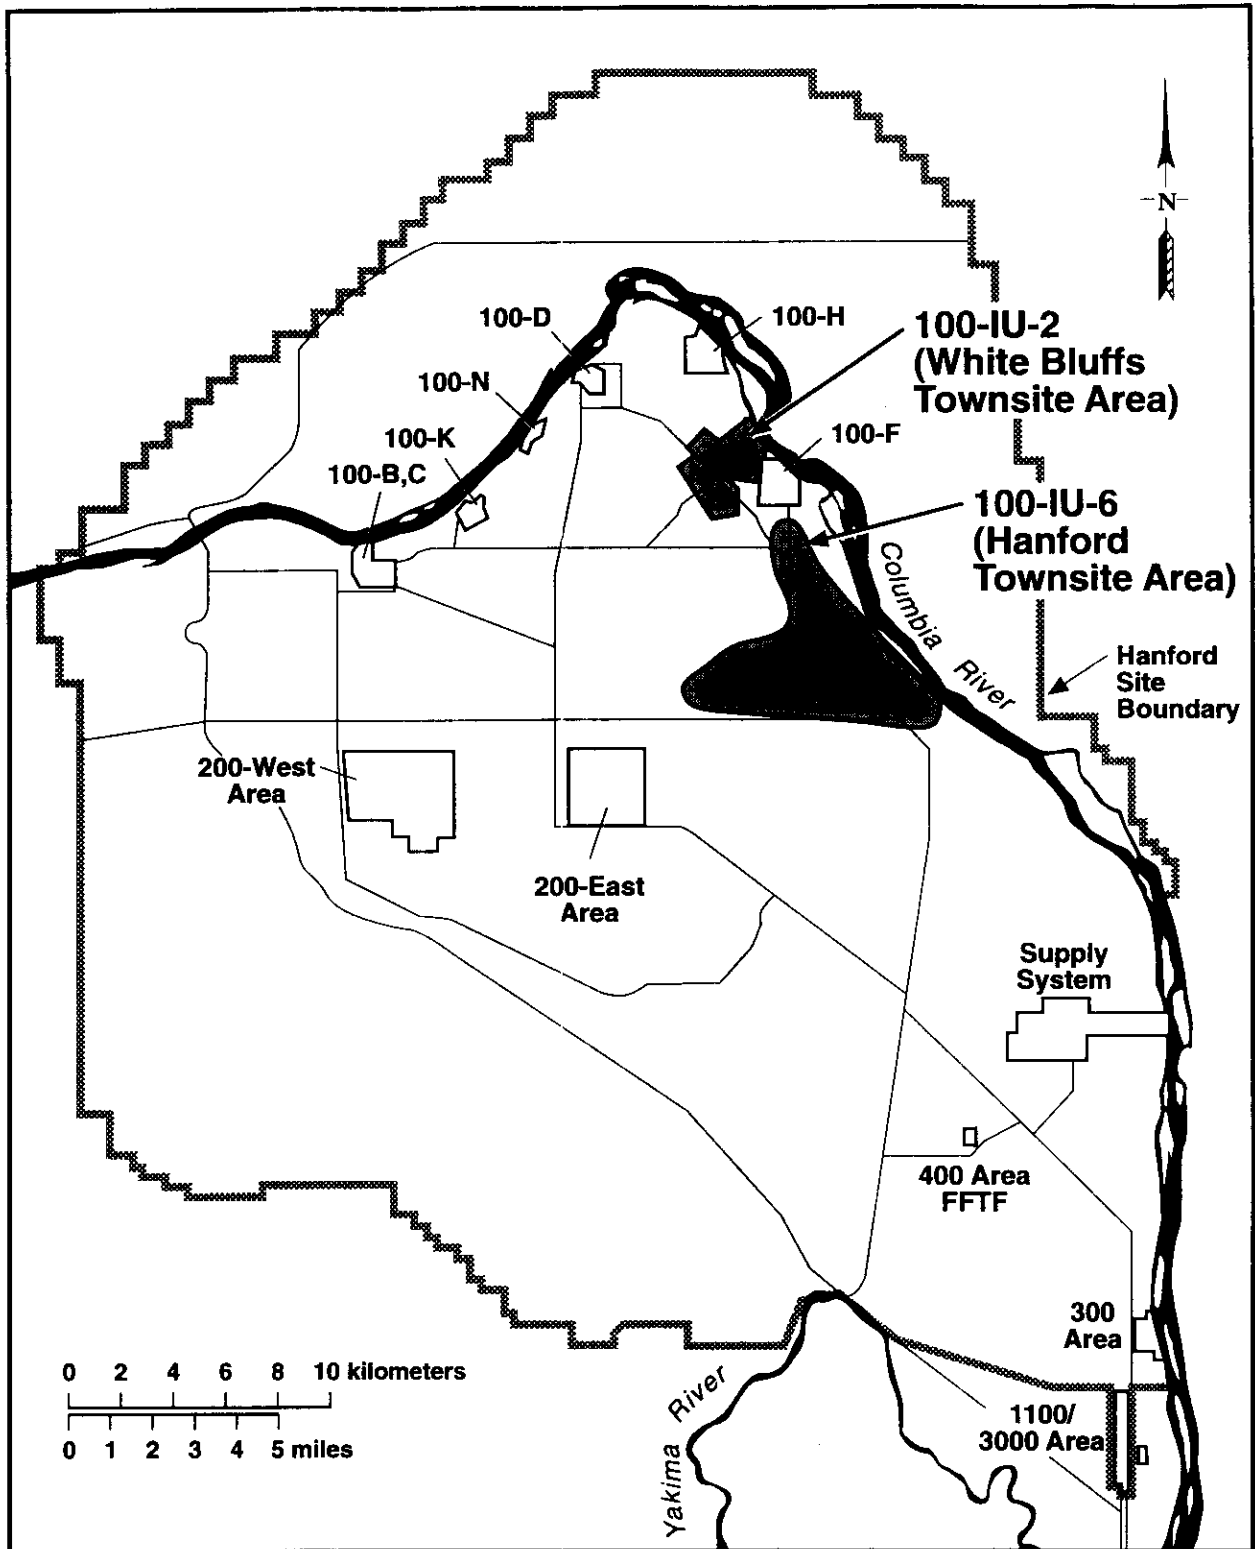 N
100-D
100-H
100-IU-2
(White Bluffs
Townsite Area)
100-N
100-K
100-F
100-B,C
100-IU-6
(Hanford
Townsite Area)
Columbia River
Hanford
Site
Boundary
200-West
Area
200-East
Area
Supply
System
400 Area
FFTF
300
Area
0 2 4 6 8 10 kilometers
0 1 2 3 4 5 miles
Yakima River
1100/
3000 Area